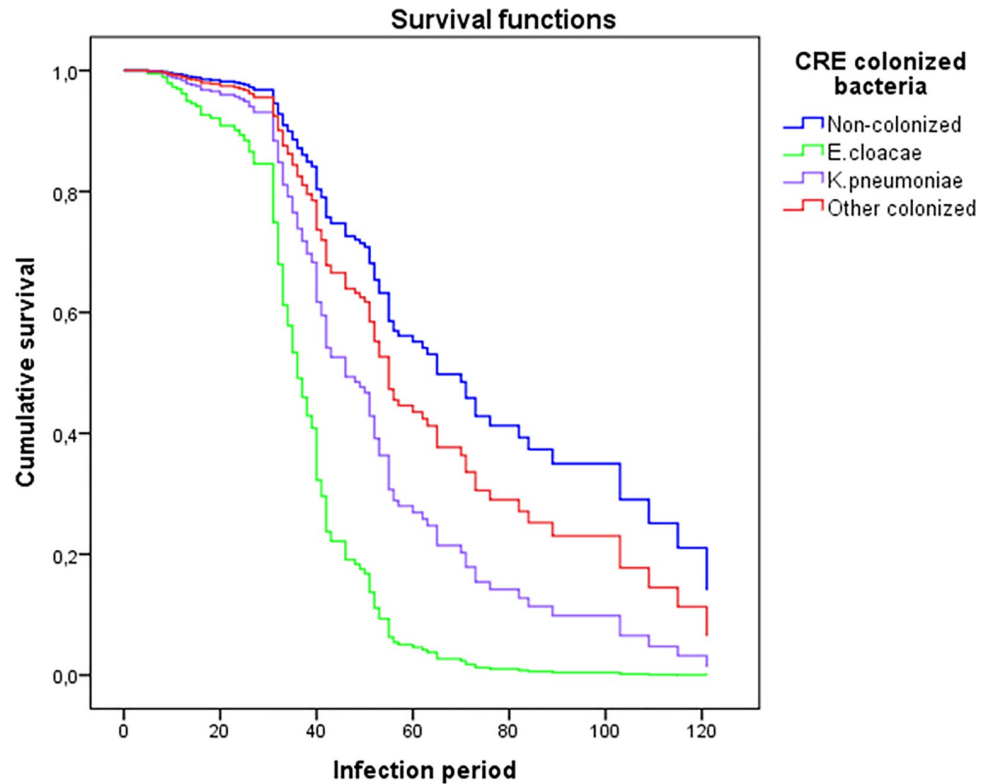 Survival functions
CRE colonized
bacteria
Non-colonized
E.cloacae
K.pneumoniae
Other colonized
Cumulative survival
1,0
0,8
0,6
0,4
0,2
0,0
0 20 40 60 80 100 120
Infection period